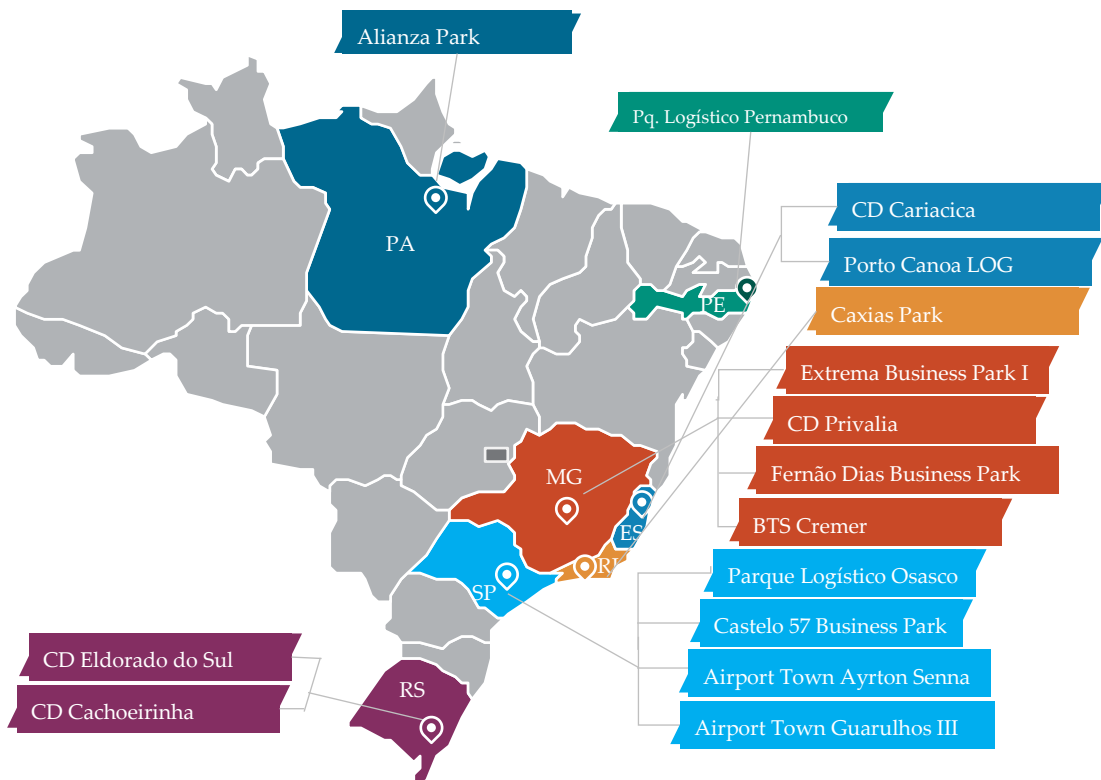 Alianza Park
Pq. Logístico Pernambuco
CD Cariacica
PA
Porto Canoa LOG
PE
Caxias Park
Extrema Business Park I
CD Privalia
MG
Fernão Dias Business Park
BTS Cremer
ES
RJ
Parque Logístico Osasco
SP
Castelo 57 Business Park
CD Eldorado do Sul
Airport Town Ayrton Senna
RS
CD Cachoeirinha
Airport Town Guarulhos III